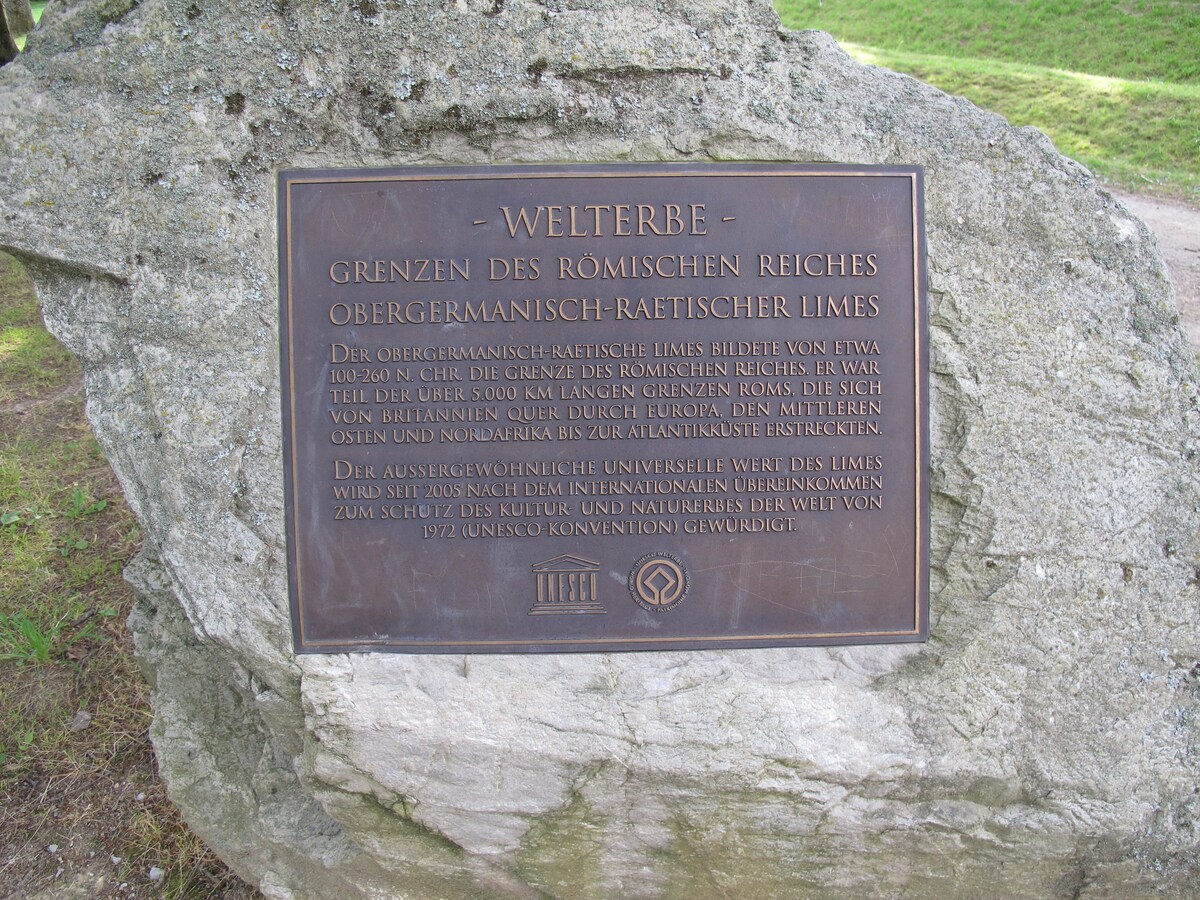 - WELTERBE -
GRENZEN DES RÖMISCHEN REICHES
OBERGERMANISCH-RAETISCHER LIMES
DER OBERGERMANISCH-RAETISCHE LIMES BILDETE VON ETWA
100-260 N. CHR. DIE GRENZE DES RÖMISCHEN REICHES. ER WAR
TEIL DER ÜBER 5.000 KM LANGEN GRENZEN ROMS, DIE SICH
VON BRITANNIEN QUER DURCH EUROPA, DEN MITTLEREN
OSTEN UND NORDAFRIKA BIS ZUR ATLANTIKKÜSTE ERSTRECKTEN.
DER AUSSERGEWÖHNLICHE UNIVERSELLE WERT DES LIMES
WIRD SEIT 2005 NACH DEM INTERNATIONALEN ÜBEREINKOMMEN
ZUM SCHUTZ DES KULTUR- UND NATURERBES DER WELT VON
1972 (UNESCO-KONVENTION) GEWÜRDIGT.
UNESCO